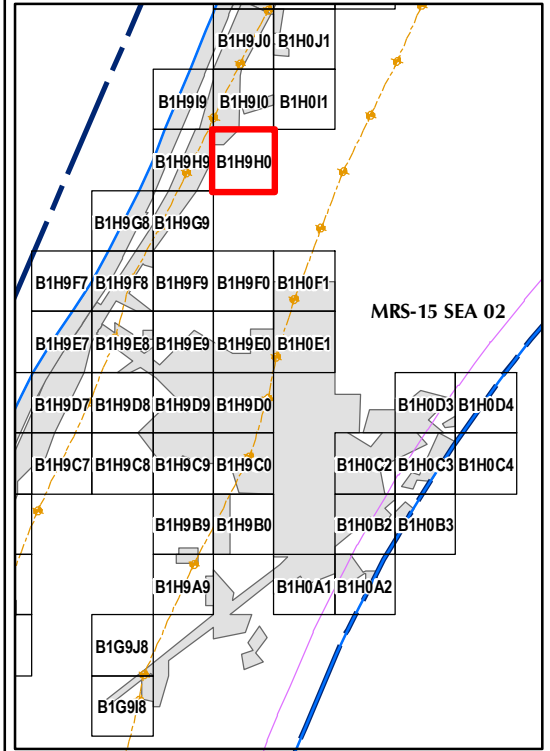 B1H9J0 B1H0J1
B1H9I9 B1H9I0 B1H0I1
B1H9H9 B1H9H0
B1H9G8 B1H9G9
B1H9F7 B1H9F8 B1H9F9 B1H9F0 B1H0F1
MRS-15 SEA 02
B1H9E7 B1H9E8 B1H9E9 B1H9E0 B1H0E1
B1H9D7 B1H9D8 B1H9D9 B1H9D0 B1H0D3 B1H0D4
B1H9C7 B1H9C8 B1H9C9 B1H9C0 B1H0C2 B1H0C3 B1H0C4
B1H9B9 B1H9B0 B1H0B2 B1H0B3
B1H9A9 B1H0A1 B1H0A2
B1G9J8
B1G9I8